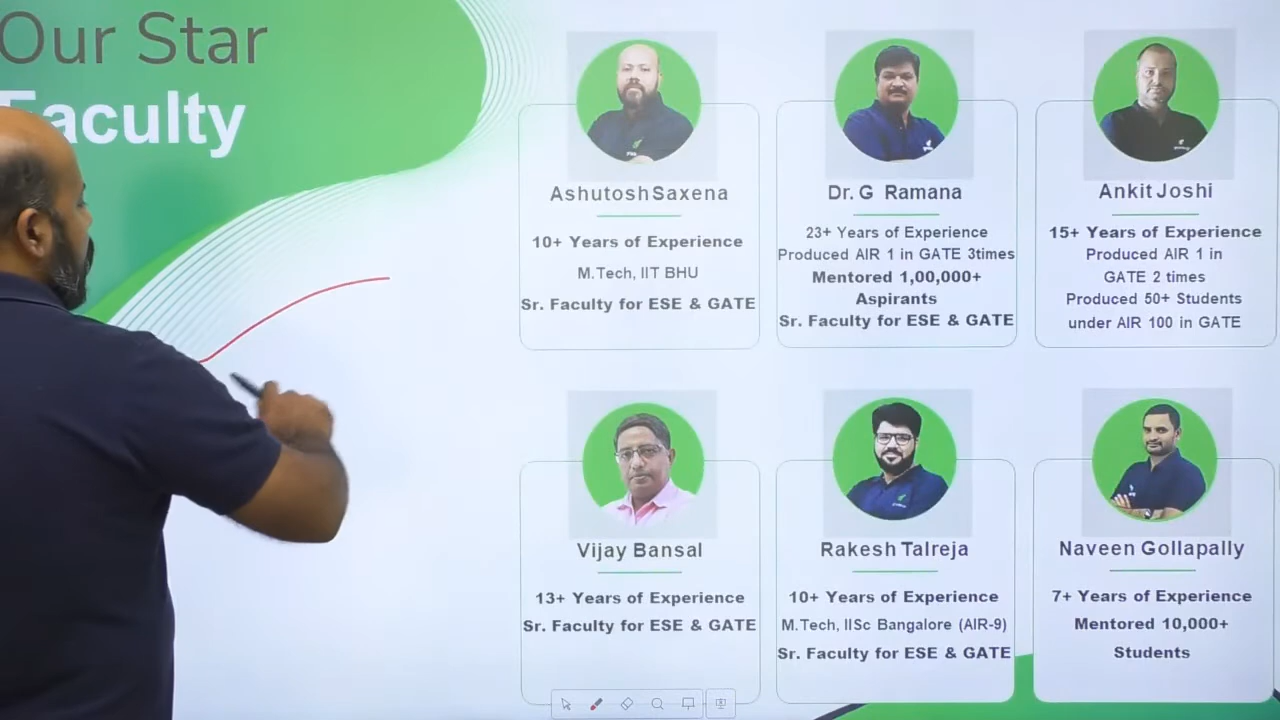 Our Star
Faculty
Ashutosh Saxena
10+ Years of Experience
M.Tech, IIT BHU
Sr. Faculty for ESE & GATE
Dr. G Ramana
23+ Years of Experience
Produced AIR 1 in GATE 3times
Mentored 1,00,000+
Aspirants
Sr. Faculty for ESE & GATE
Ankit Joshi
15+ Years of Experience
Produced AIR 1 in
GATE 2 times
Produced 50+ Students
under AIR 100 in GATE
Vijay Bansal
13+ Years of Experience
Sr. Faculty for ESE & GATE
Rakesh Talreja
10+ Years of Experience
M.Tech, IISc Bangalore (AIR-9)
Sr. Faculty for ESE & GATE
Naveen Gollapally
7+ Years of Experience
Mentored 10,000+
Students